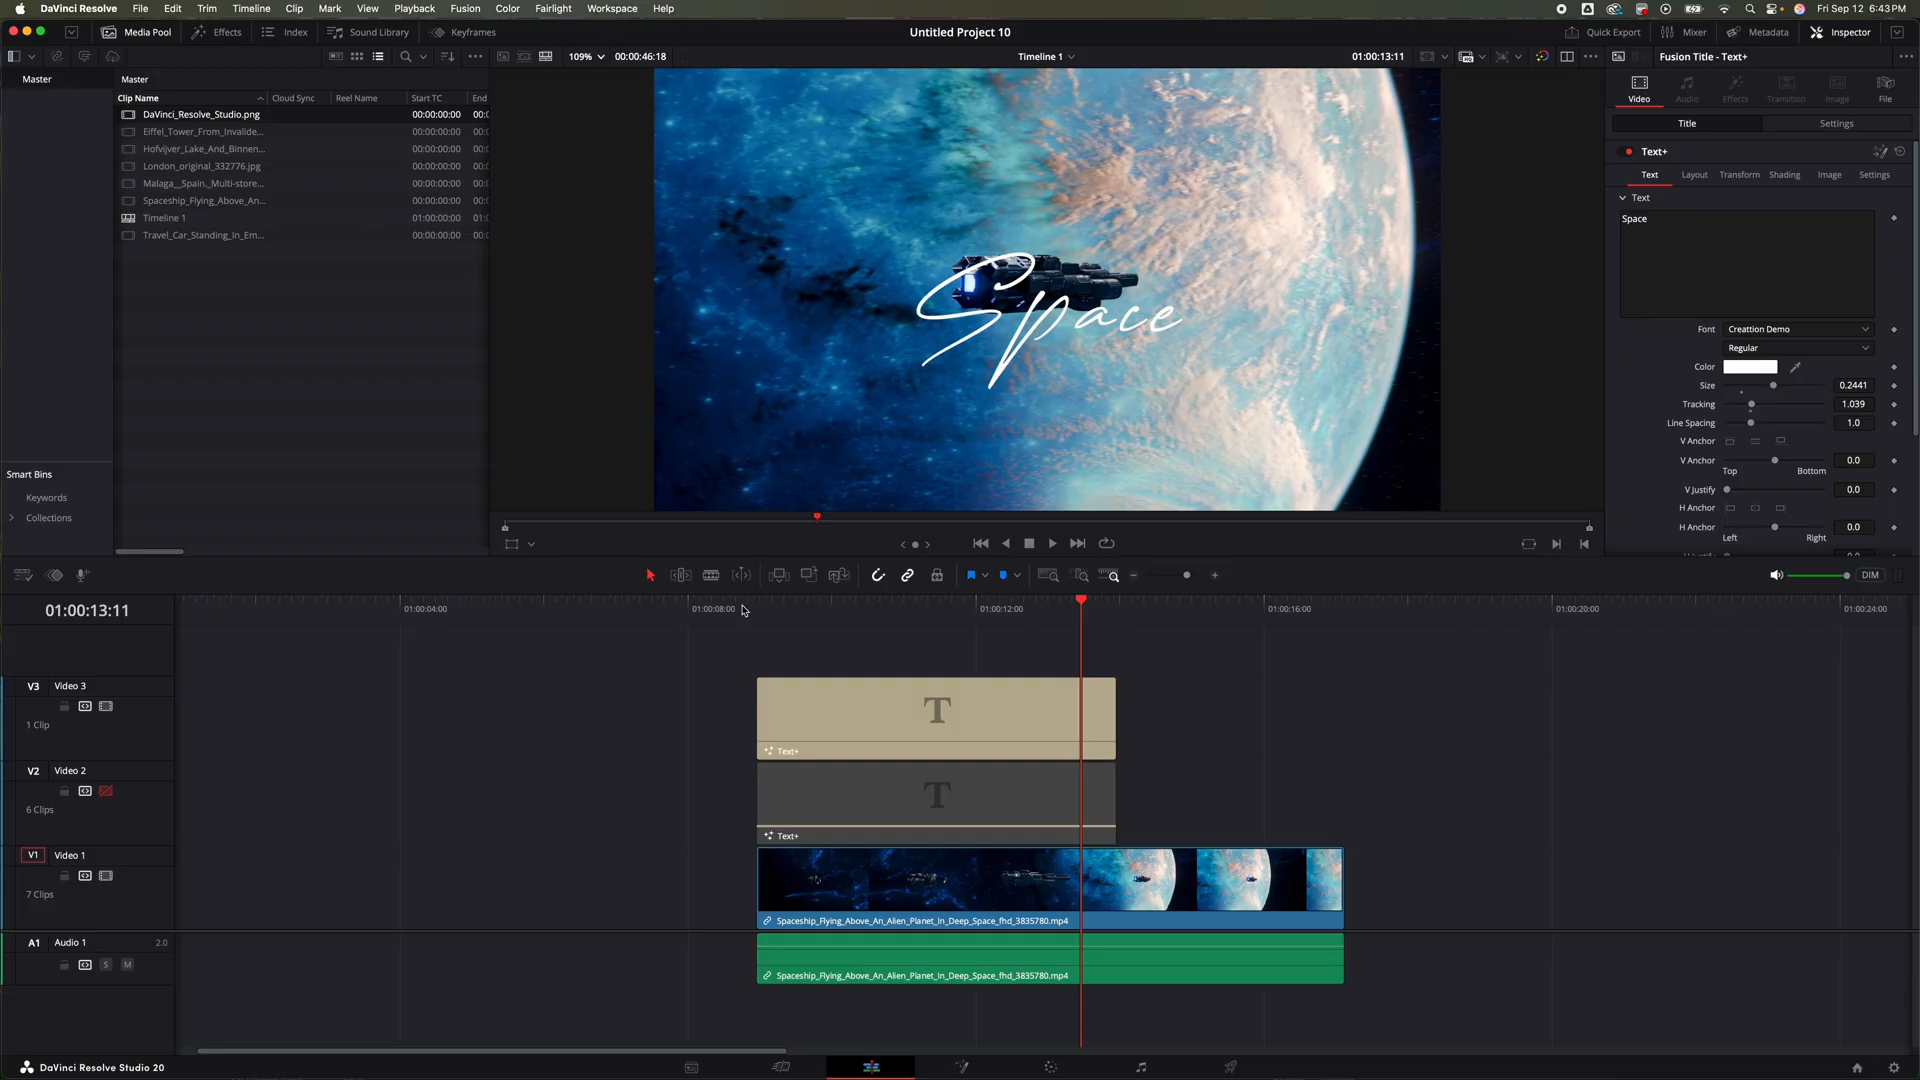 DaVinci Resolve File Edit Trim Timeline Clip Mark View Playback Fusion Color Fairlight Workspace Help Fri Sep 12 6:43 PM
Media Pool Effects Index Sound Library Keyframes Untitled Project 10 Quick Export Mixer Metadata Inspector
109% 00:00:46:18 Timeline 1 01:00:13:11 Fusion Title - Text+
Master
Master
Clip Name Cloud Sync Reel Name Start TC End
DaVinci_Resolve_Studio.png 00:00:00:00 00:
Eiffel_Tower_From_Invalide... 00:00:00:00 00:
Hofvijver_Lake_And_Binnen... 00:00:00:00 00:
London_original_332776.jpg 00:00:00:00 00:
Malaga__Spain._Multi-store... 00:00:00:00 00:
Spaceship_Flying_Above_An... 00:00:00:00 00:
Timeline 1 01:00:00:00 01:
Travel_Car_Standing_In_Em... 00:00:00:00 00:
Smart Bins
Keywords
Collections
Space
Video Audio Effects Transition Image File
Title Settings
Text+
Text Layout Transform Shading Image Settings
Text
Space
Font Creattion Demo
Regular
Color
Size 0.2441
Tracking 1.039
Line Spacing 1.0
V Anchor
V Anchor 0.0
Top Bottom
V Justify 0.0
H Anchor
H Anchor 0.0
Left Right
DIM
01:00:13:11
01:00:04:00 01:00:08:00 01:00:12:00 01:00:16:00 01:00:20:00 01:00:24:00
V3 Video 3
1 Clip
Text+
V2 Video 2
6 Clips
Text+
V1 Video 1
7 Clips
Spaceship_Flying_Above_An_Alien_Planet_In_Deep_Space_fhd_3835780.mp4
A1 Audio 1 2.0
S M
Spaceship_Flying_Above_An_Alien_Planet_In_Deep_Space_fhd_3835780.mp4
DaVinci Resolve Studio 20